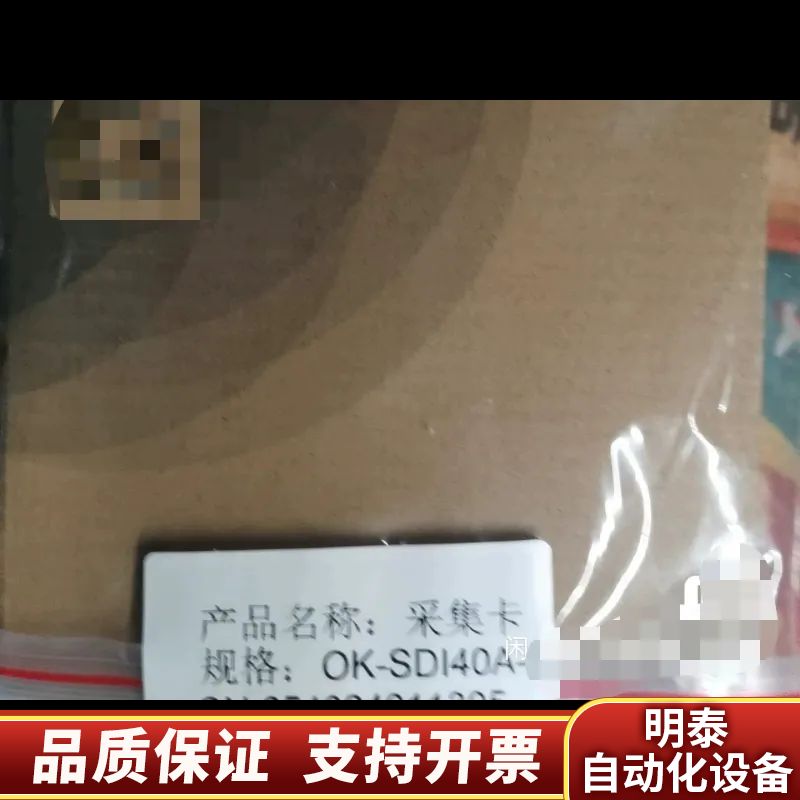 产品名称：采集卡
规格：OK-SDI40A-
闲
品质保证 支持开票
明泰
自动化设备